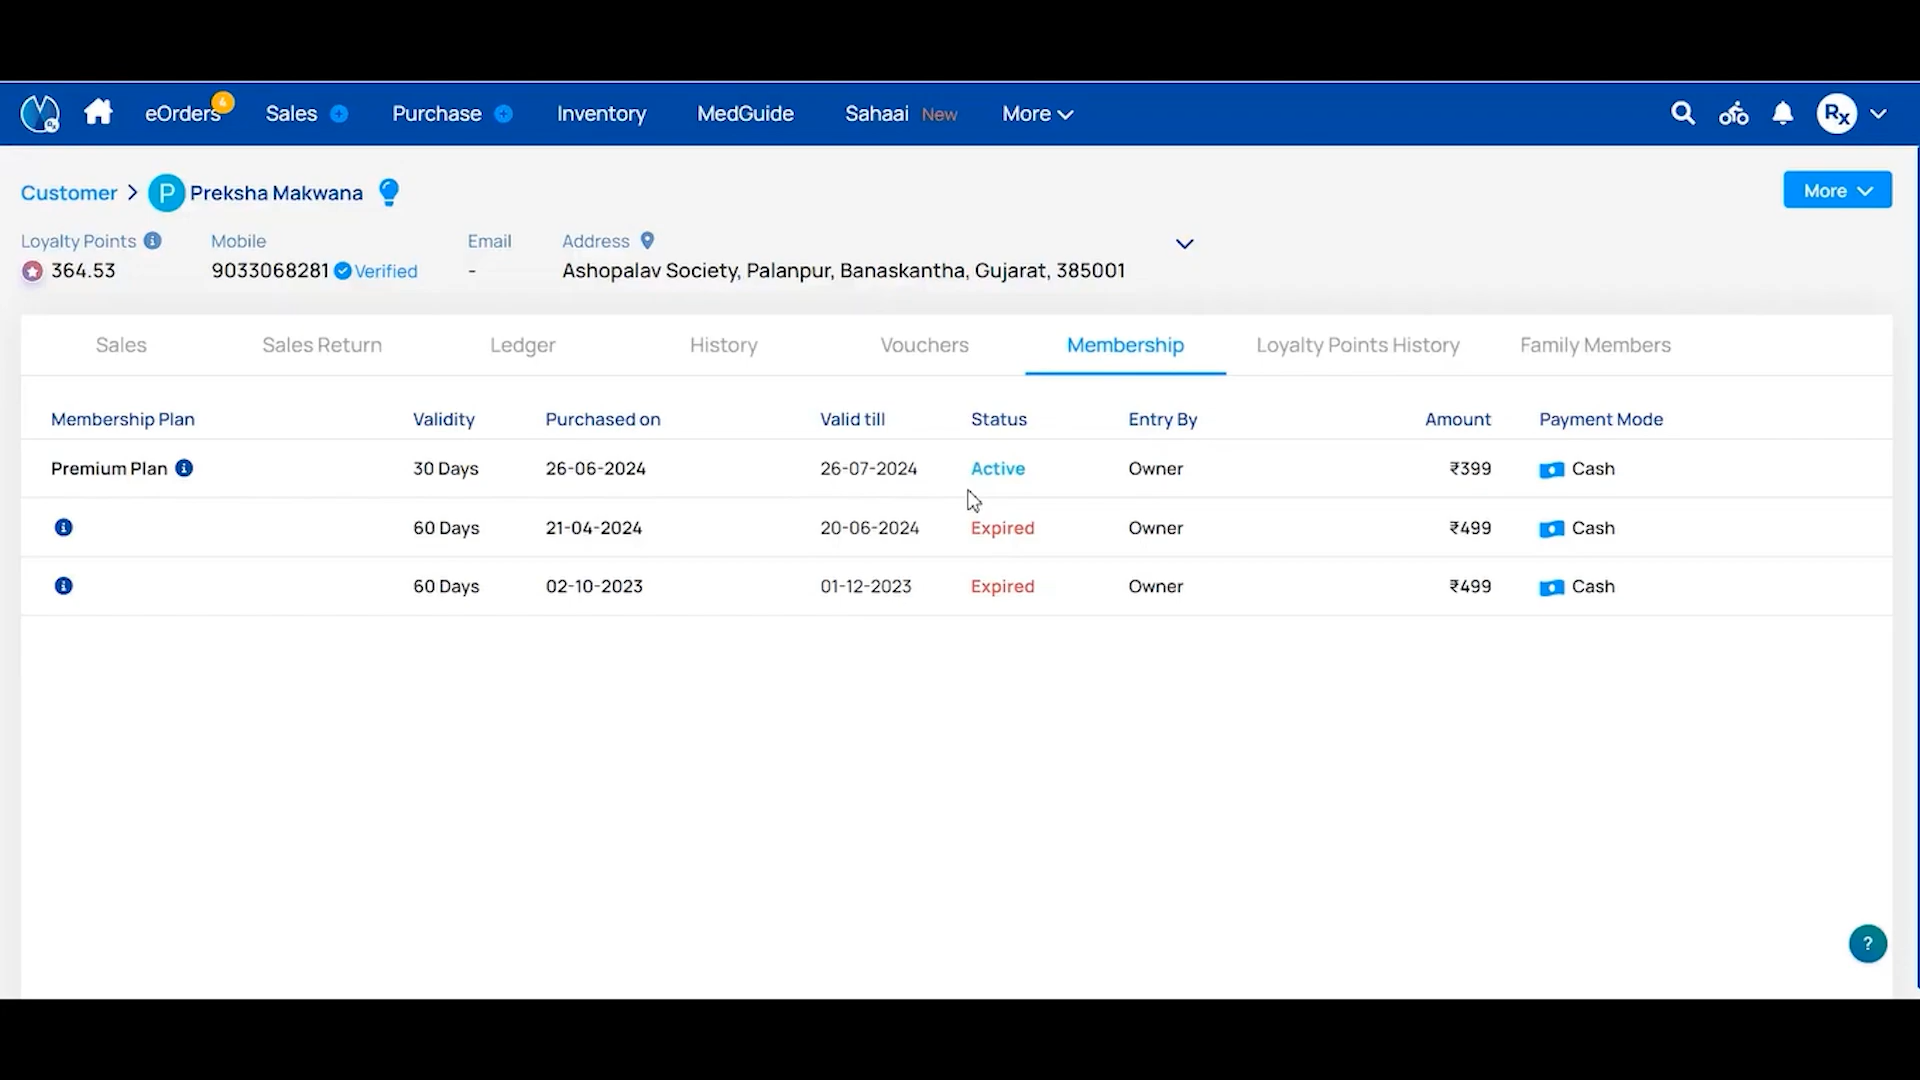 eOrders 4 Sales Purchase Inventory MedGuide Sahaai New More Rx
Customer > P Preksha Makwana More
Loyalty Points Mobile Email Address
364.53 9033068281 Verified - Ashopalav Society, Palanpur, Banaskantha, Gujarat, 385001
Sales Sales Return Ledger History Vouchers Membership Loyalty Points History Family Members
Membership Plan Validity Purchased on Valid till Status Entry By Amount Payment Mode
Premium Plan 30 Days 26-06-2024 26-07-2024 Active Owner ₹399 Cash
60 Days 21-04-2024 20-06-2024 Expired Owner ₹499 Cash
60 Days 02-10-2023 01-12-2023 Expired Owner ₹499 Cash
?